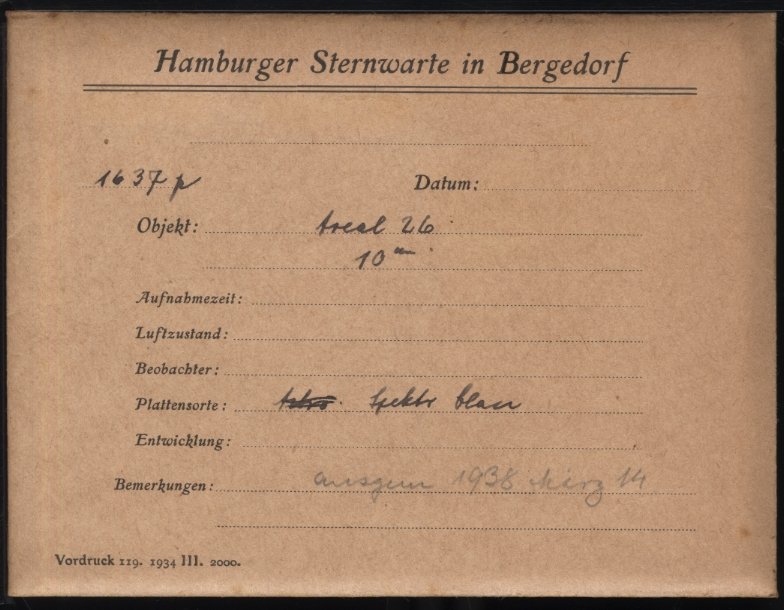 Hamburger Sternwarte in Bergedorf
1637 p Datum:
Objekt: Areal 26
10 m
Aufnahmezeit:
Luftzustand:
Beobachter:
Plattensorte: Spektr blau
Entwicklung:
Bemerkungen: ausgem 1938 März 14
Vordruck 119. 1934 III. 2000.